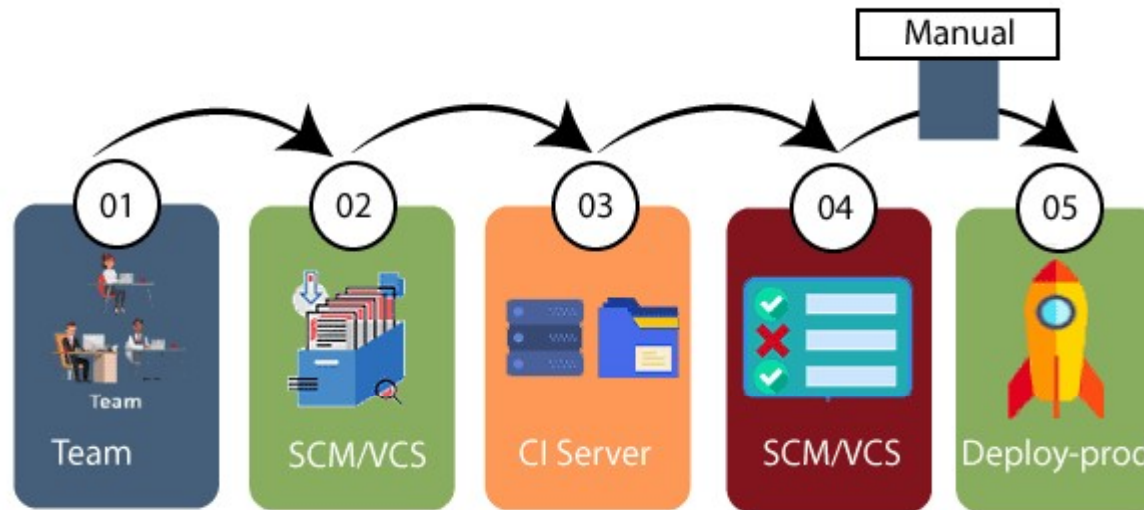 Manual
01
02
03
04
05
Team
Team
SCM/VCS
CI Server
SCM/VCS
Deploy-prod